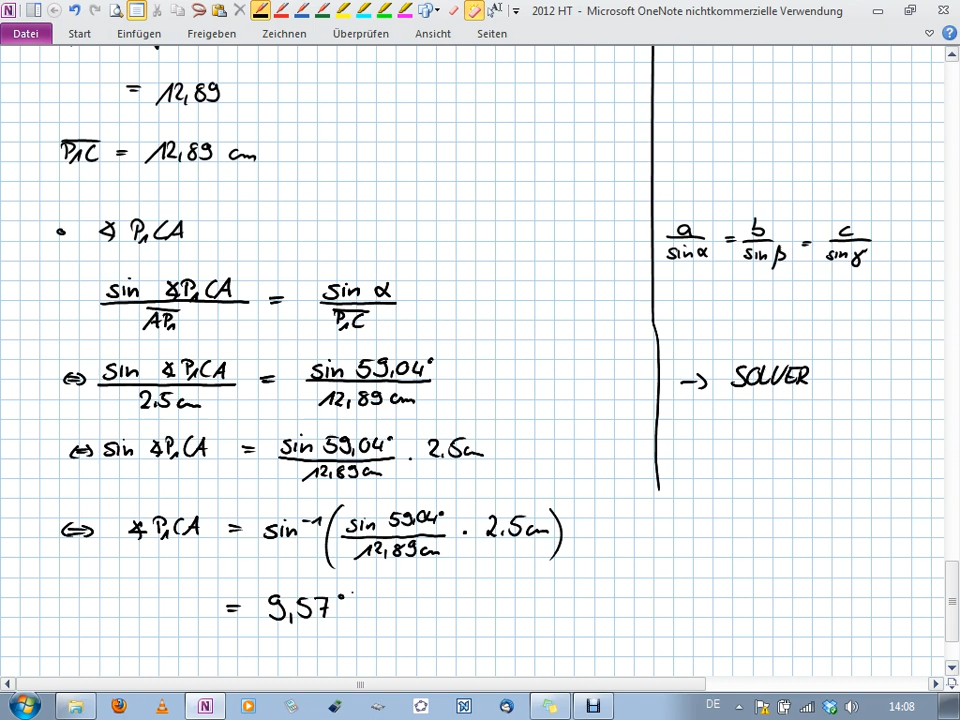 2012 HT - Microsoft OneNote nichtkommerzielle Verwendung
Datei Start Einfügen Freigeben Zeichnen Überprüfen Ansicht Seiten
= 12,89
P₁C = 12,89 cm
• ∢ P₁CA
a/sin α = b/sin β = c/sin γ
sin ∢P₁CA / AP₁ = sin α / P₁C
⇔ sin ∢P₁CA / 2,5cm = sin 59,04° / 12,89cm
→ SOLVER
⇔ sin ∢P₁CA = sin 59,04° / 12,89cm · 2,5cm
⇔ ∢P₁CA = sin⁻¹ ( sin 59,04° / 12,89cm · 2,5cm )
= 9,57°
DE 14:08